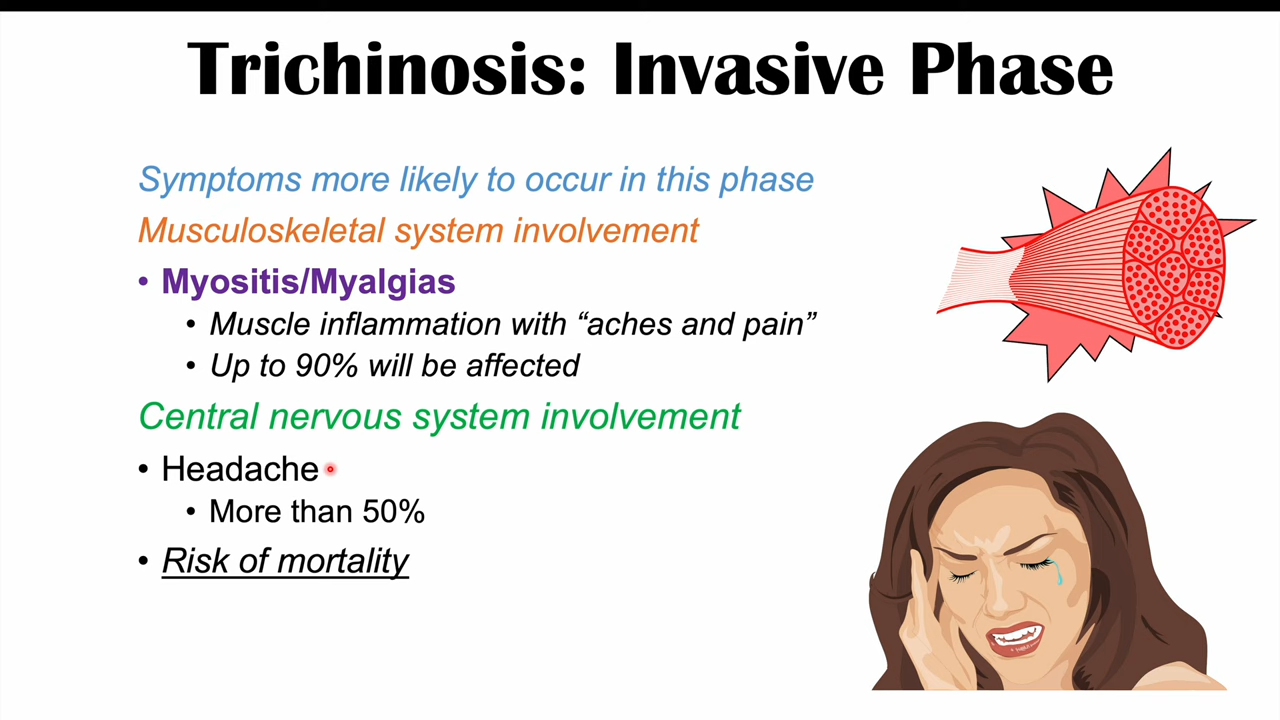 Trichinosis: Invasive Phase
Symptoms more likely to occur in this phase
Musculoskeletal system involvement
• Myositis/Myalgias
• Muscle inflammation with “aches and pain”
• Up to 90% will be affected
Central nervous system involvement
• Headache
• More than 50%
• Risk of mortality